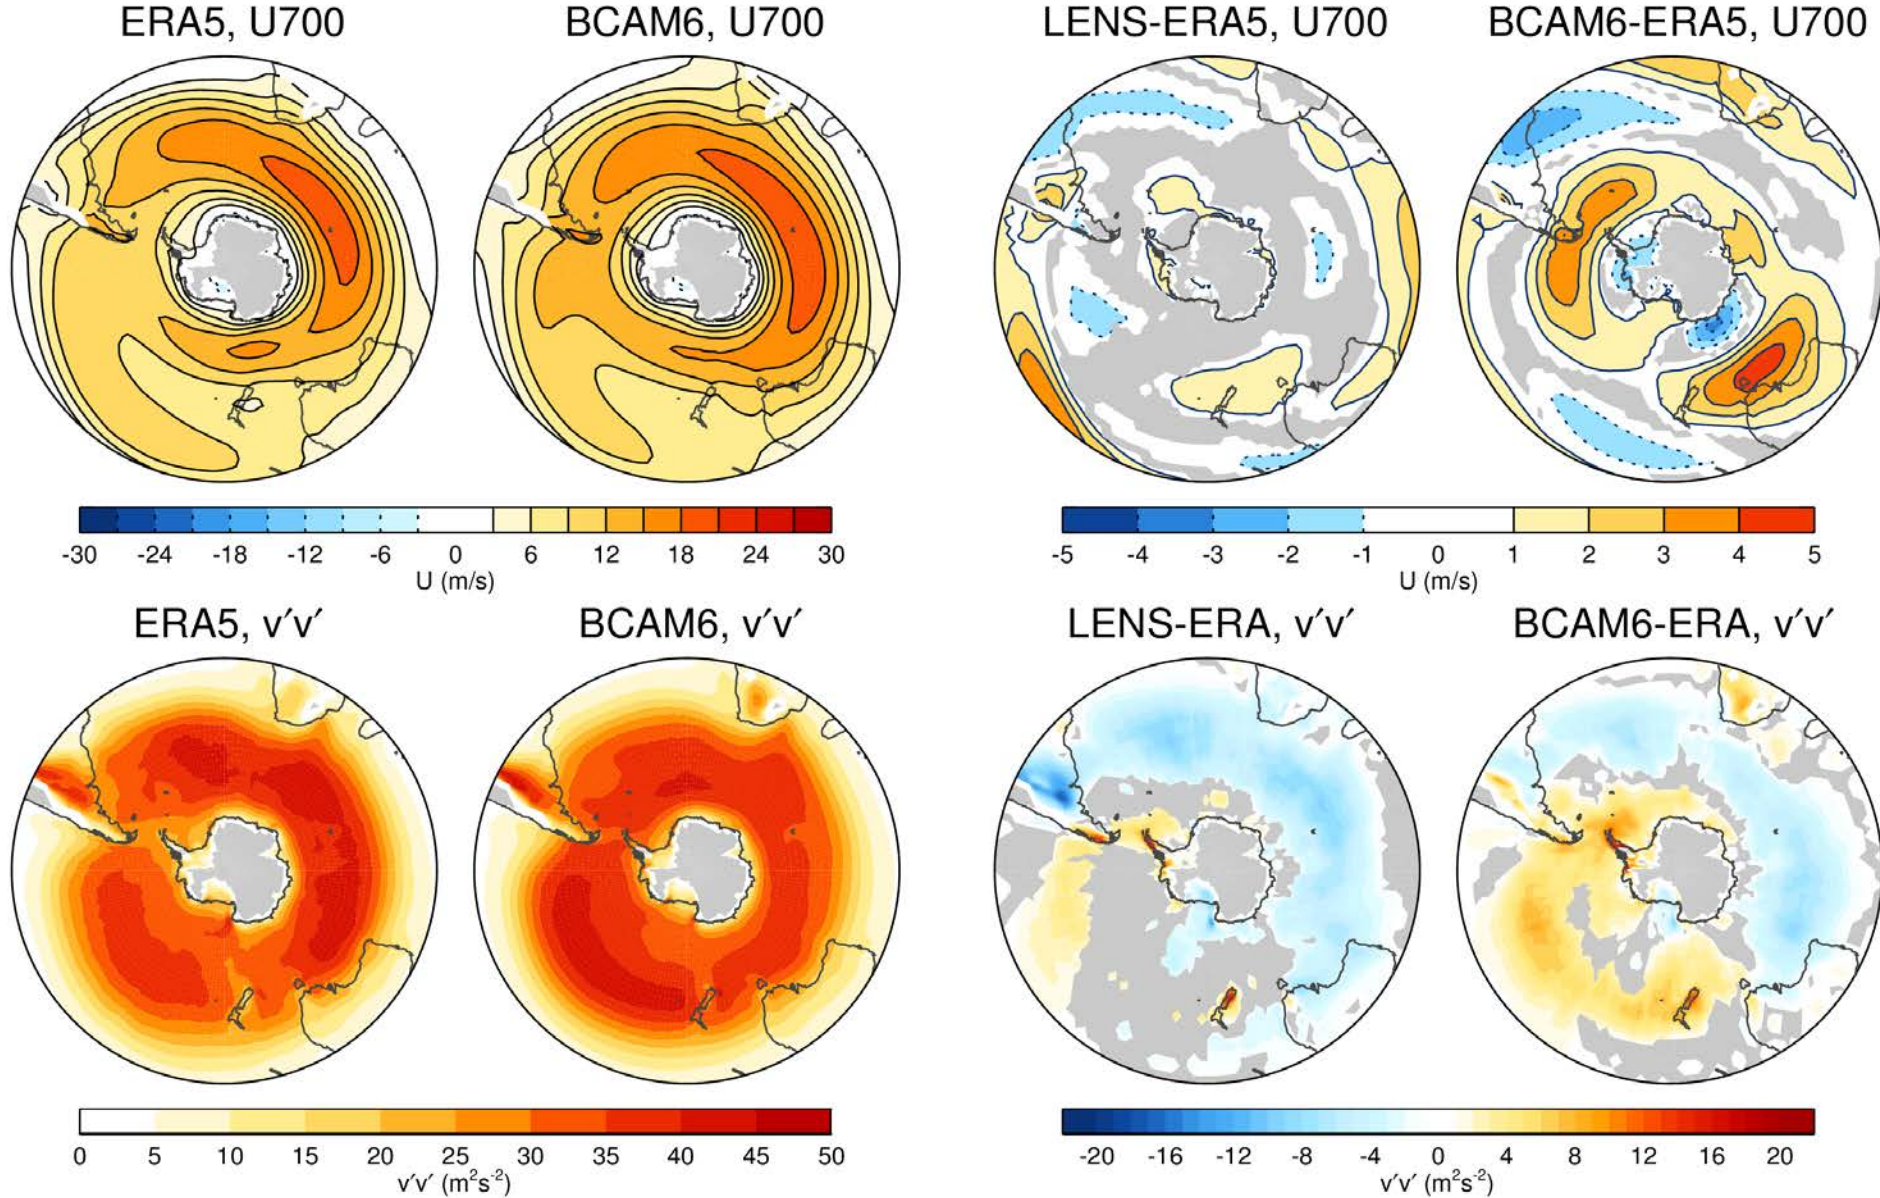 ERA5, U700 BCAM6, U700 LENS-ERA5, U700 BCAM6-ERA5, U700
-30 -24 -18 -12 -6 0 6 12 18 24 30
U (m/s)
-5 -4 -3 -2 -1 0 1 2 3 4 5
U (m/s)
ERA5, v′v′ BCAM6, v′v′ LENS-ERA, v′v′ BCAM6-ERA, v′v′
0 5 10 15 20 25 30 35 40 45 50
v′v′ (m²s⁻²)
-20 -16 -12 -8 -4 0 4 8 12 16 20
v′v′ (m²s⁻²)